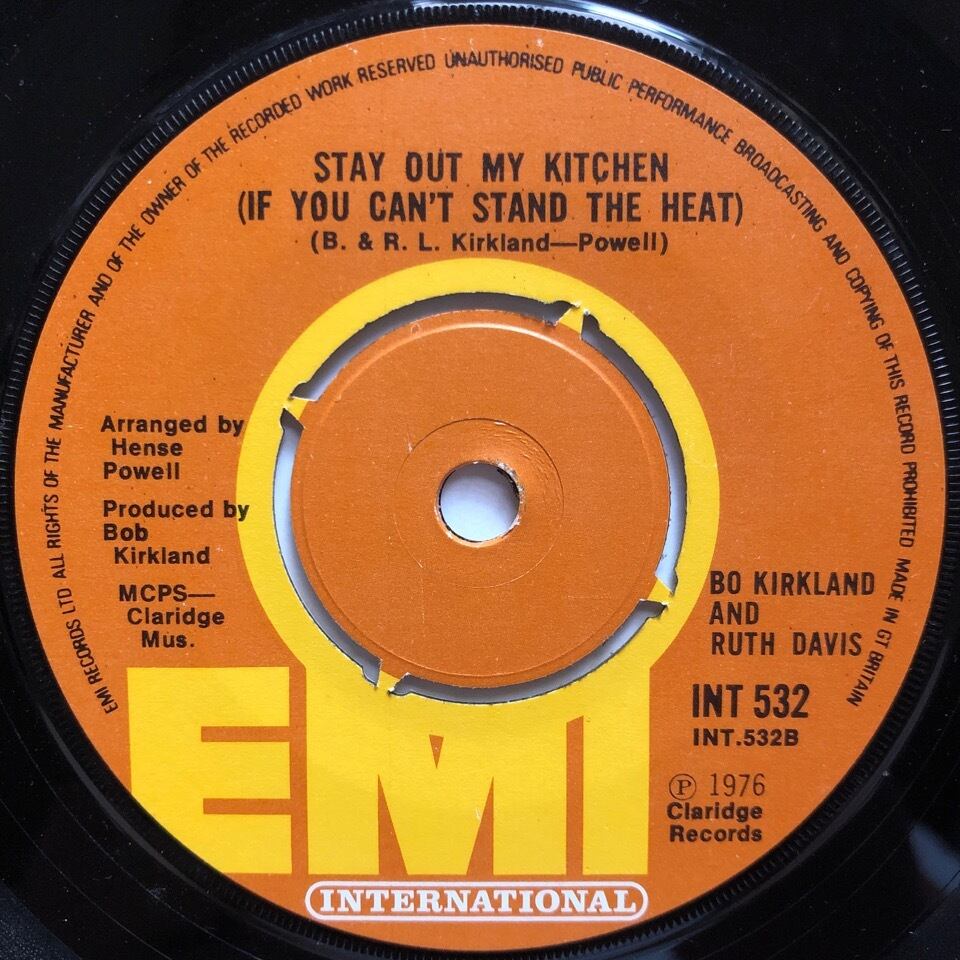 EMI RECORDS LTD ALL RIGHTS OF THE MANUFACTURER AND OF THE OWNER OF THE RECORDED WORK RESERVED UNAUTHORISED PUBLIC PERFORMANCE BROADCASTING AND COPYING OF THIS RECORD PROHIBITED MADE IN GT BRITAIN
STAY OUT MY KITCHEN
(IF YOU CAN'T STAND THE HEAT)
(B. & R. L. Kirkland—Powell)
Arranged by
Hense
Powell
Produced by
Bob
Kirkland
MCPS—
Claridge
Mus.
BO KIRKLAND
AND
RUTH DAVIS
INT 532
INT.532B
℗ 1976
Claridge
Records
EMI
INTERNATIONAL